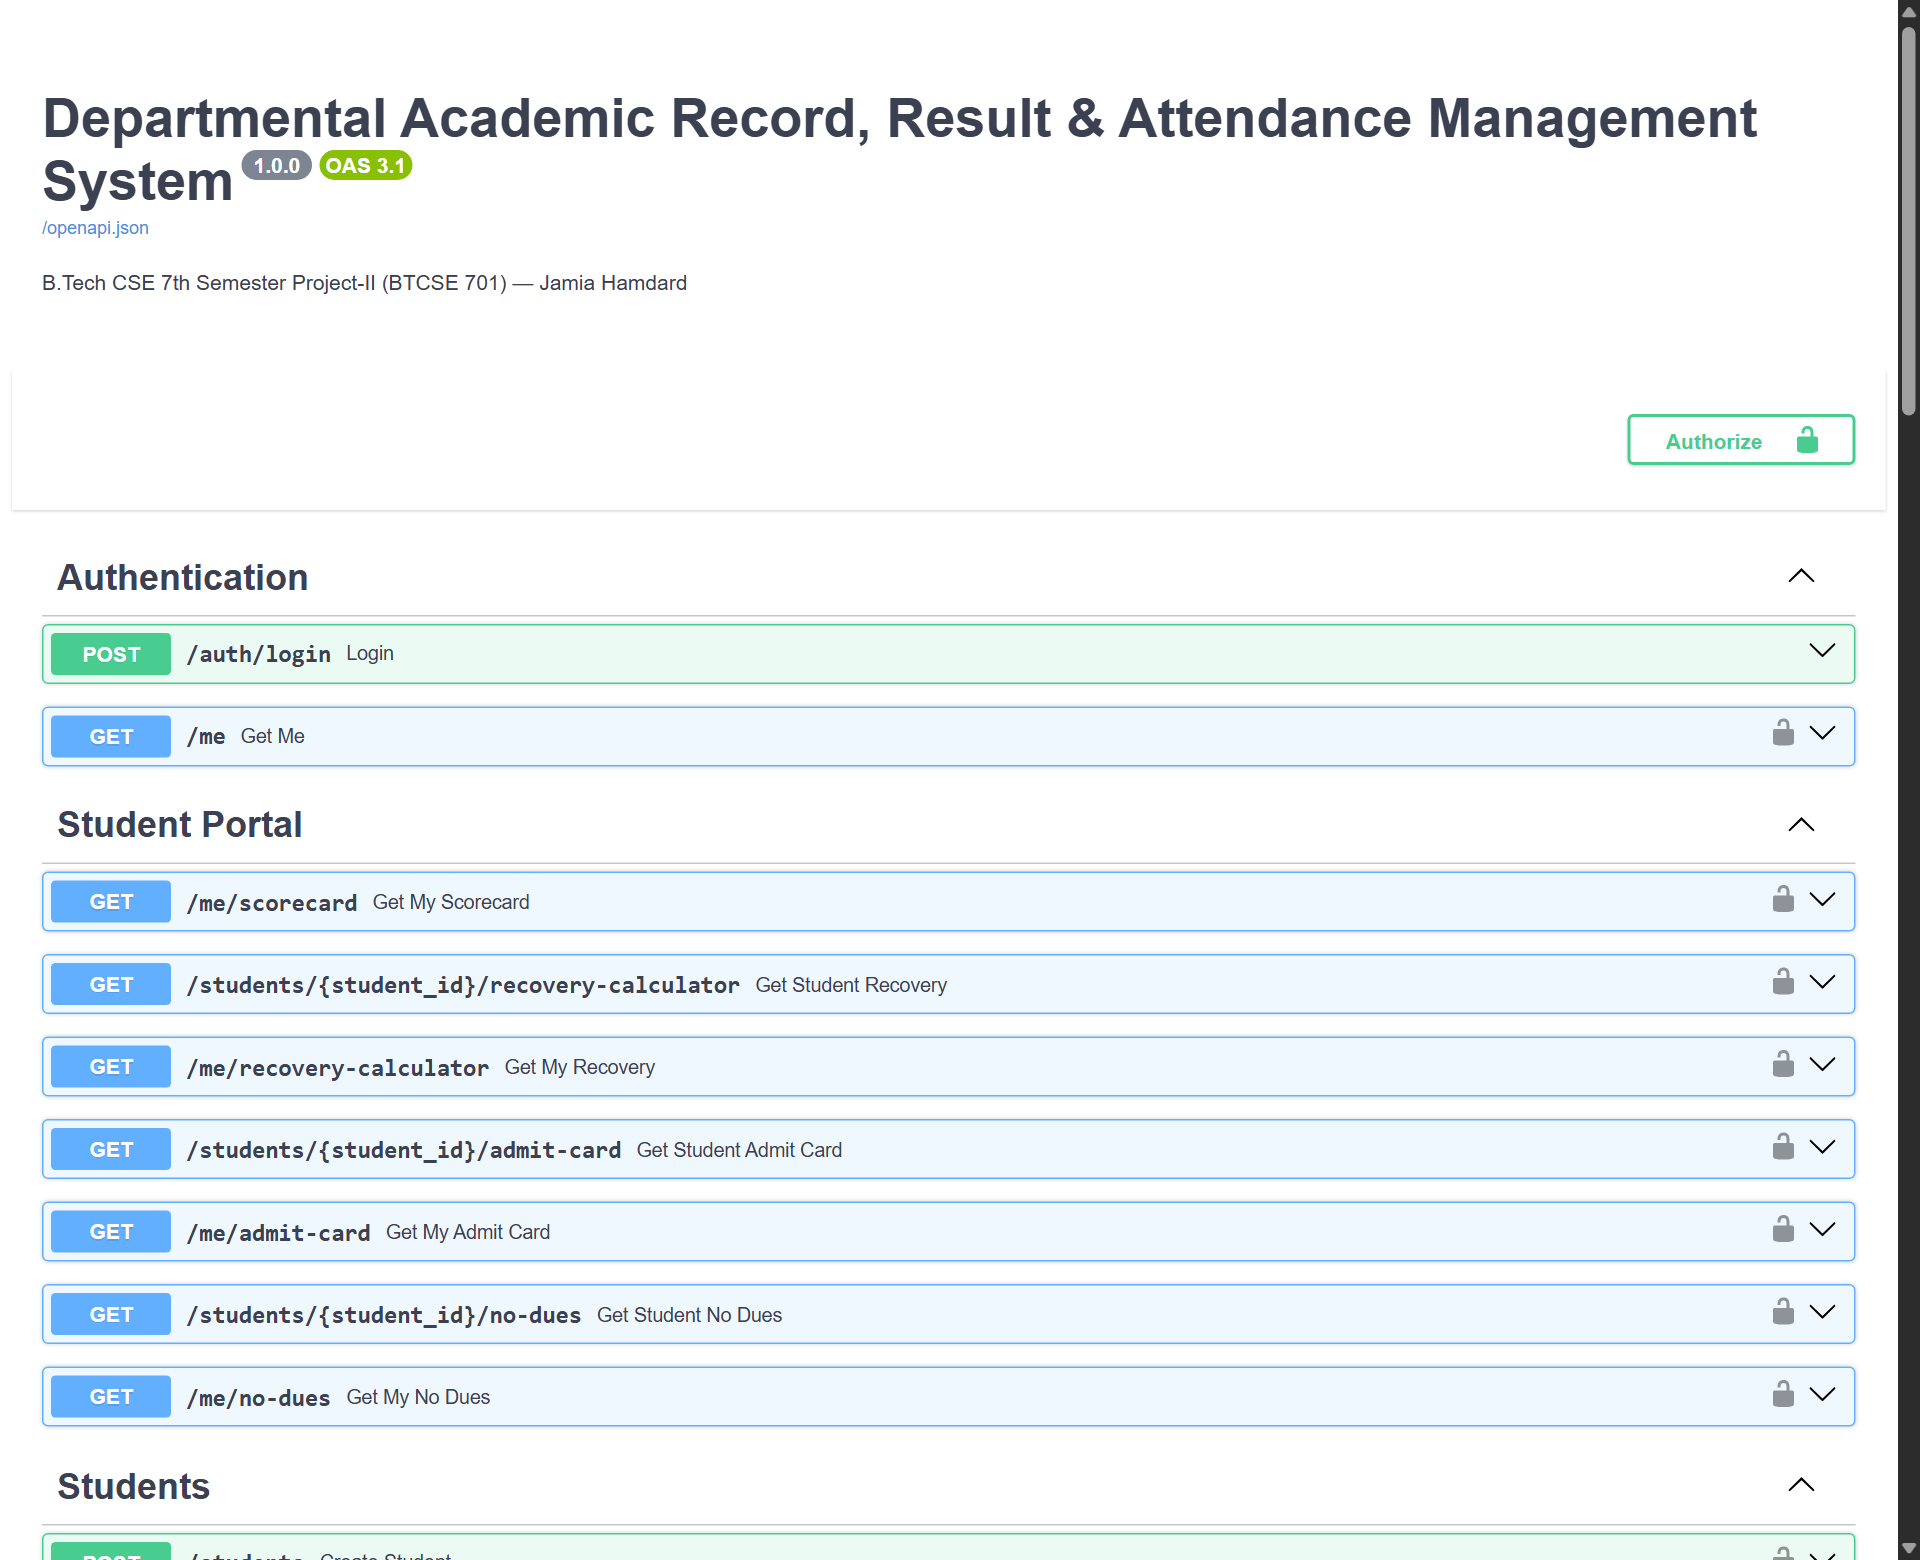 Departmental Academic Record, Result & Attendance Management
System 1.0.0 OAS 3.1
/openapi.json
B.Tech CSE 7th Semester Project-II (BTCSE 701) — Jamia Hamdard
Authorize
Authentication
POST /auth/login Login
GET /me Get Me
Student Portal
GET /me/scorecard Get My Scorecard
GET /students/{student_id}/recovery-calculator Get Student Recovery
GET /me/recovery-calculator Get My Recovery
GET /students/{student_id}/admit-card Get Student Admit Card
GET /me/admit-card Get My Admit Card
GET /students/{student_id}/no-dues Get Student No Dues
GET /me/no-dues Get My No Dues
Students
POST /students Create Student